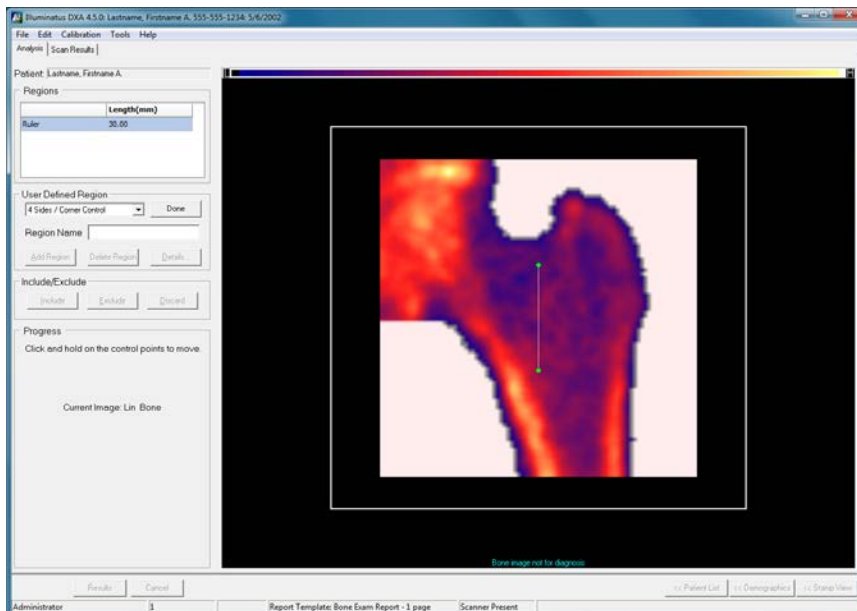 Illuminatus DXA 4.5.0: Lastname, Firstname A. 555-555-1234: 5/6/2002
File Edit Calibration Tools Help
Analysis Scan Results
Patient: Lastname, Firstname A.
Regions
Length(mm)
Ruler 30.00
User Defined Region
4 Sides / Corner Control Done
Region Name
Add Region Delete Region Details...
Include/Exclude
Include Exclude Discard
Progress
Click and hold on the control points to move.
Current Image: Lin Bone
Bone image not for diagnosis
Results Cancel << Patient List << Demographics << Stamp View
Administrator 1 Report Template: Bone Exam Report - 1 page Scanner Present